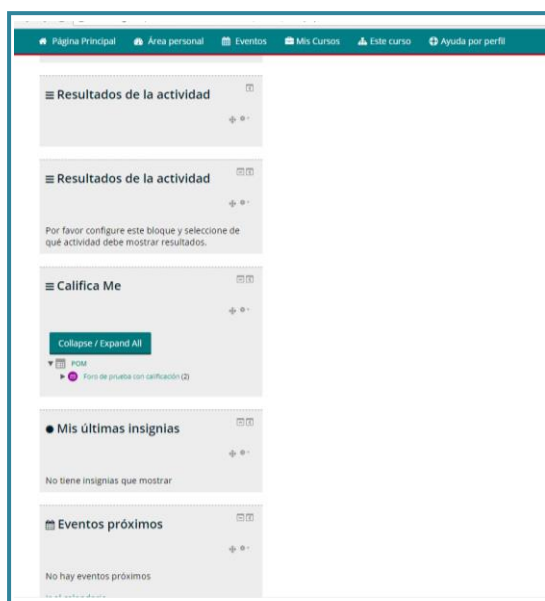 Página Principal Área personal Eventos Mis Cursos Este curso Ayuda por perfil
Resultados de la actividad
Resultados de la actividad
Por favor configure este bloque y seleccione de
qué actividad debe mostrar resultados.
Califica Me
Collapse / Expand All
POM
Foro de prueba con calificación (2)
Mis últimas insignias
No tiene insignias que mostrar
Eventos próximos
No hay eventos próximos